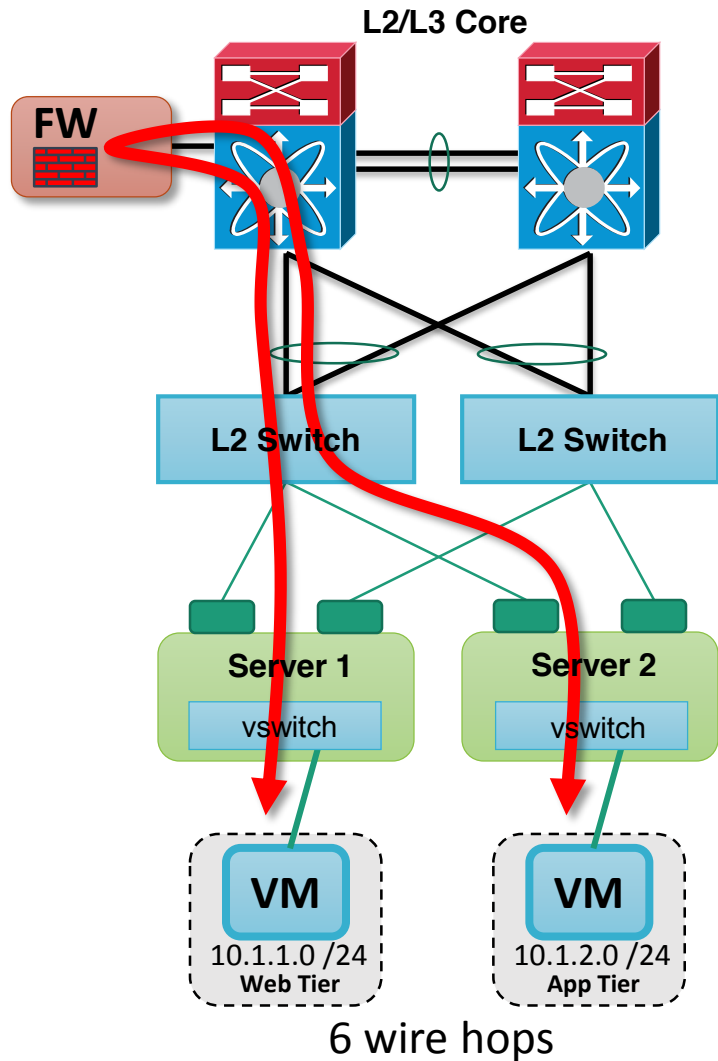 L2/L3 Core
FW
L2 Switch
L2 Switch
Server 1
Server 2
vswitch
vswitch
VM
VM
10.1.1.0 /24
10.1.2.0 /24
Web Tier
App Tier
6 wire hops